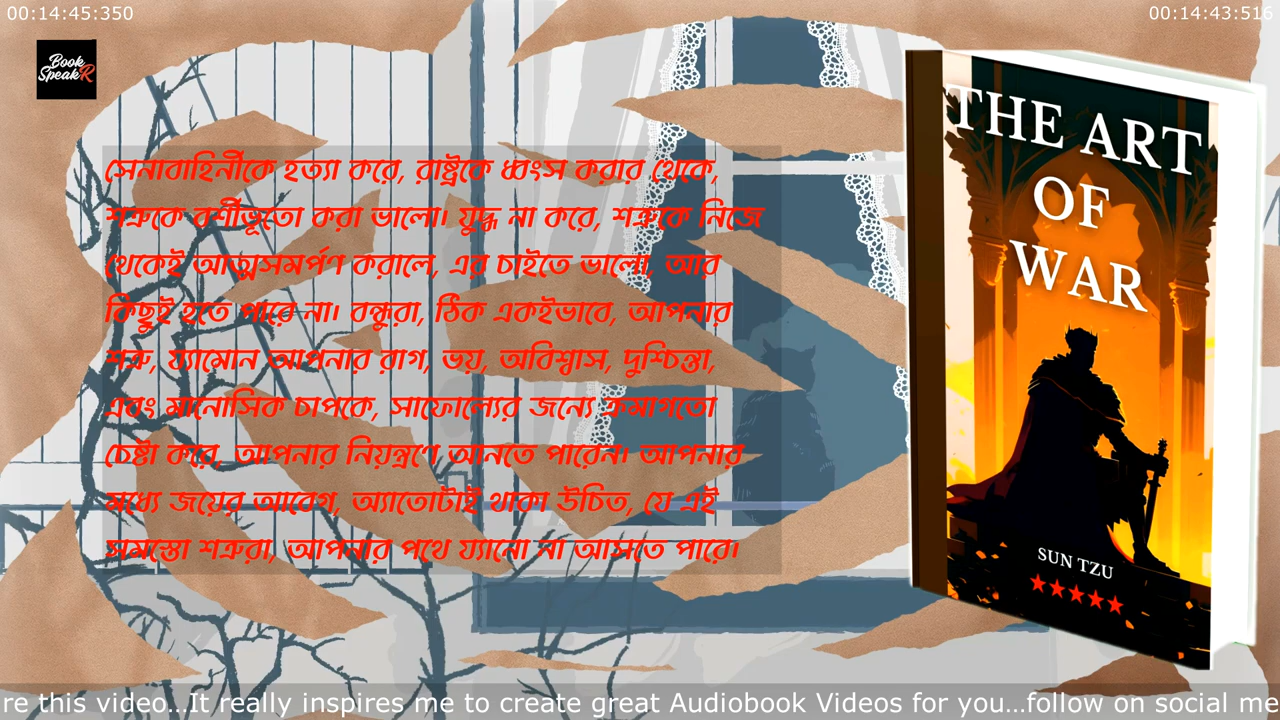 00:14:45:350
00:14:43:516
Book
SpeakR
সেনাবাহিনীকে হত্যা করে, রাষ্ট্রকে ধ্বংস করার থেকে,
শত্রুকে বশীভূতো করা ভালো। যুদ্ধ না করে, শত্রুকে নিজে
থেকেই আত্মসমর্পণ করালে, এর চাইতে ভালো, আর
কিছুই হতে পারে না। বন্ধুরা, ঠিক একইভাবে, আপনার
শত্রু, য্যামোন আপনার রাগ, ভয়, অবিশ্বাস, দুশ্চিন্তা,
এবং মানোসিক চাপকে, সাফোল্যের জন্যে ক্রমাগতো
চেষ্টা করে, আপনার নিয়ন্ত্রণে আনতে পারেন। আপনার
মধ্যে জয়ের আবেগ, অ্যাতোটাই থাকা উচিত, যে এই
সমস্তো শত্রুরা, আপনার পথে য্যানো না আসতে পারে।
THE ART
OF
WAR
SUN TZU
re this video...It really inspires me to create great Audiobook Videos for you...follow on social me